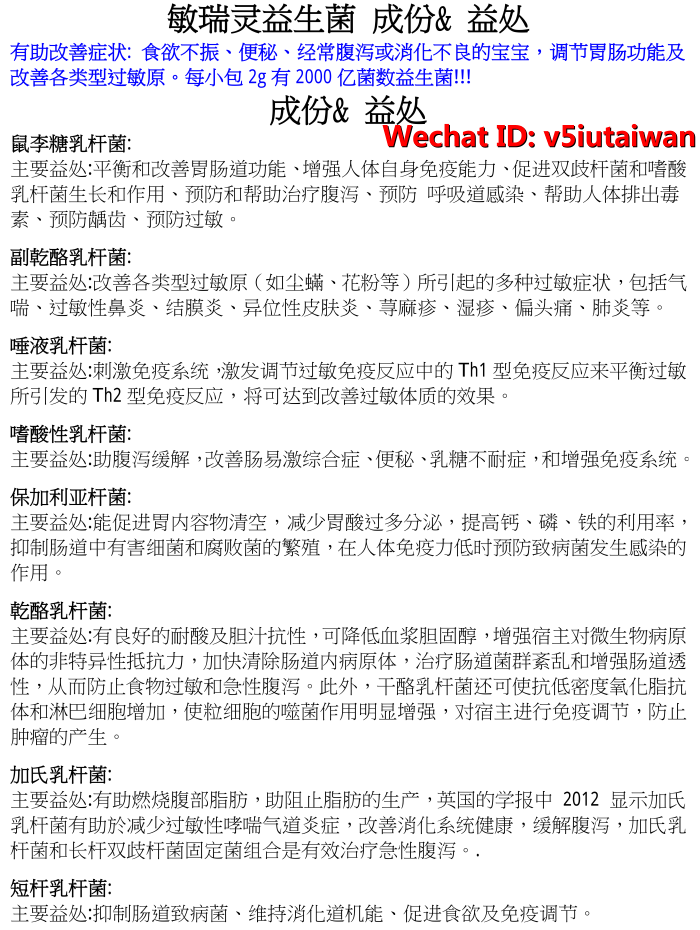 敏瑞灵益生菌 成份& 益处
有助改善症状: 食欲不振、便秘、经常腹泻或消化不良的宝宝，调节胃肠功能及
改善各类型过敏原。每小包 2g 有 2000 亿菌数益生菌!!!
成份& 益处
Wechat ID: v5iutaiwan
鼠李糖乳杆菌:
主要益处:平衡和改善胃肠道功能、增强人体自身免疫能力、促进双歧杆菌和嗜酸
乳杆菌生长和作用、预防和帮助治疗腹泻、预防 呼吸道感染、帮助人体排出毒
素、预防龋齿、预防过敏。
副乾酪乳杆菌:
主要益处:改善各类型过敏原（如尘蟎、花粉等）所引起的多种过敏症状，包括气
喘、过敏性鼻炎、结膜炎、异位性皮肤炎、荨麻疹、湿疹、偏头痛、肺炎等。
唾液乳杆菌:
主要益处:刺激免疫系统，激发调节过敏免疫反应中的 Th1 型免疫反应来平衡过敏
所引发的 Th2 型免疫反应，将可达到改善过敏体质的效果。
嗜酸性乳杆菌:
主要益处:助腹泻缓解，改善肠易激综合症、便秘、乳糖不耐症，和增强免疫系统。
保加利亚杆菌:
主要益处:能促进胃内容物清空，减少胃酸过多分泌，提高钙、磷、铁的利用率，
抑制肠道中有害细菌和腐败菌的繁殖，在人体免疫力低时预防致病菌发生感染的
作用。
乾酪乳杆菌:
主要益处:有良好的耐酸及胆汁抗性，可降低血浆胆固醇，增强宿主对微生物病原
体的非特异性抵抗力，加快清除肠道内病原体，治疗肠道菌群紊乱和增强肠道透
性，从而防止食物过敏和急性腹泻。此外，干酪乳杆菌还可使抗低密度氧化脂抗
体和淋巴细胞增加，使粒细胞的噬菌作用明显增强，对宿主进行免疫调节，防止
肿瘤的产生。
加氏乳杆菌:
主要益处:有助燃烧腹部脂肪，助阻止脂肪的生产，英国的学报中 2012 显示加氏
乳杆菌有助於减少过敏性哮喘气道炎症，改善消化系统健康，缓解腹泻，加氏乳
杆菌和长杆双歧杆菌固定菌组合是有效治疗急性腹泻。.
短杆乳杆菌:
主要益处:抑制肠道致病菌、维持消化道机能、促进食欲及免疫调节。